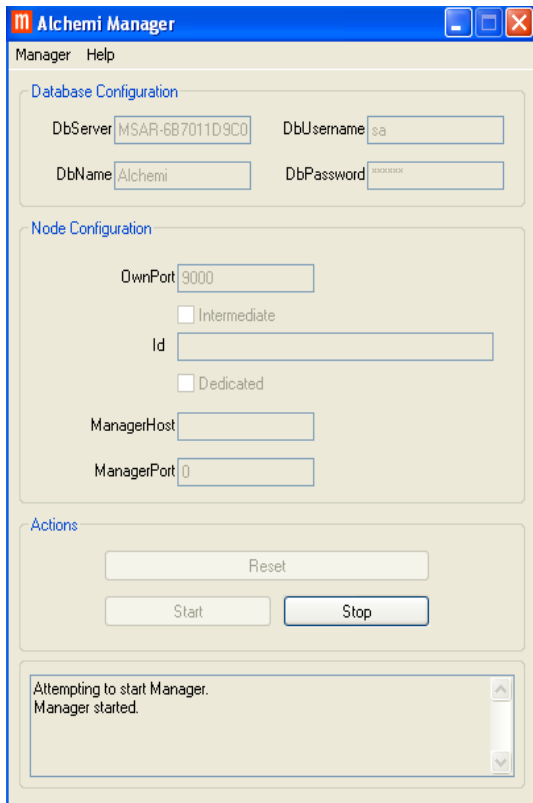 m Alchemi Manager
Manager Help
Database Configuration
DbServer MSAR-6B7011D9C0 DbUsername sa
DbName Alchemi DbPassword ××××××
Node Configuration
OwnPort 9000
Intermediate
Id
Dedicated
ManagerHost
ManagerPort 0
Actions
Reset
Start Stop
Attempting to start Manager.
Manager started.